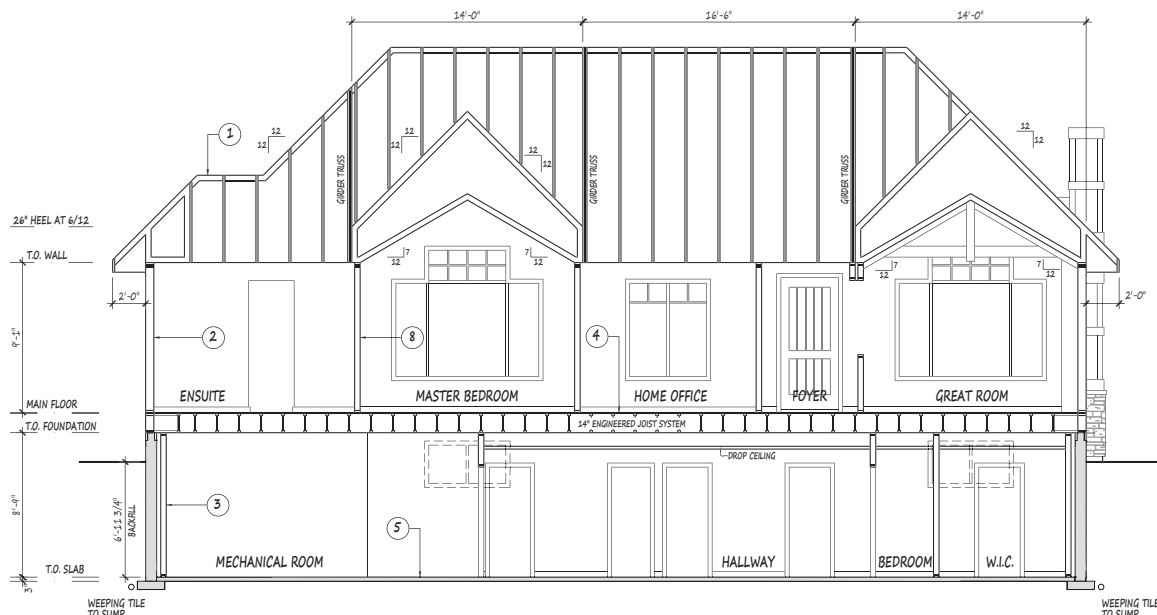 14'-0"
16'-6"
14'-0"
1
12
12
12
12
12
12
12
12
GIRDER TRUSS
GIRDER TRUSS
GIRDER TRUSS
26" HEEL AT 6/12
T.O. WALL
7
12
7
12
7
12
7
12
2'-0"
2'-0"
9'-1"
2
8
4
ENSUITE
MASTER BEDROOM
HOME OFFICE
FOYER
GREAT ROOM
MAIN FLOOR
T.O. FOUNDATION
14" ENGINEERED JOIST SYSTEM
DROP CEILING
8'-9"
6'-11 3/4"
BACKFILL
3
5
MECHANICAL ROOM
HALLWAY
BEDROOM
W.I.C.
T.O. SLAB
3"
WEEPING TILE
TO SUMP
WEEPING TILE
TO SUMP